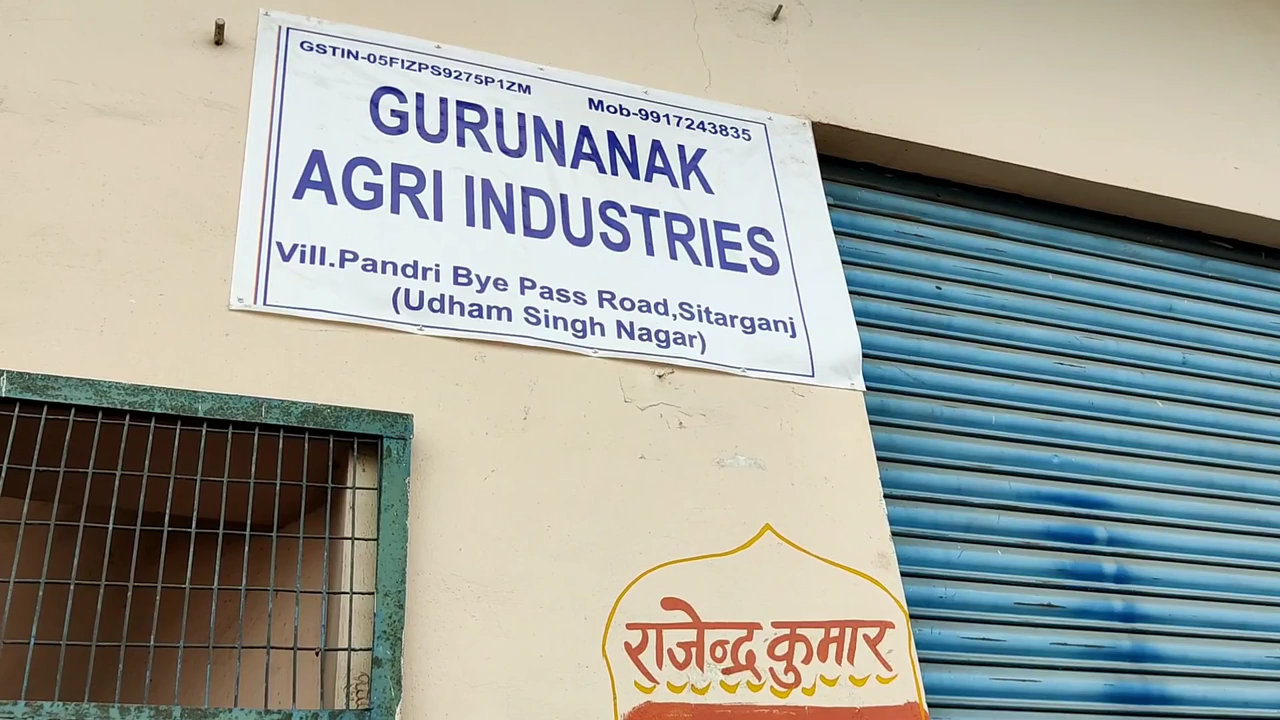 GSTIN-05FIZPS9275P1ZM
Mob-9917243835
GURUNANAK
AGRI INDUSTRIES
Vill.Pandri Bye Pass Road,Sitarganj
(Udham Singh Nagar)
राजेन्द्र कुमार